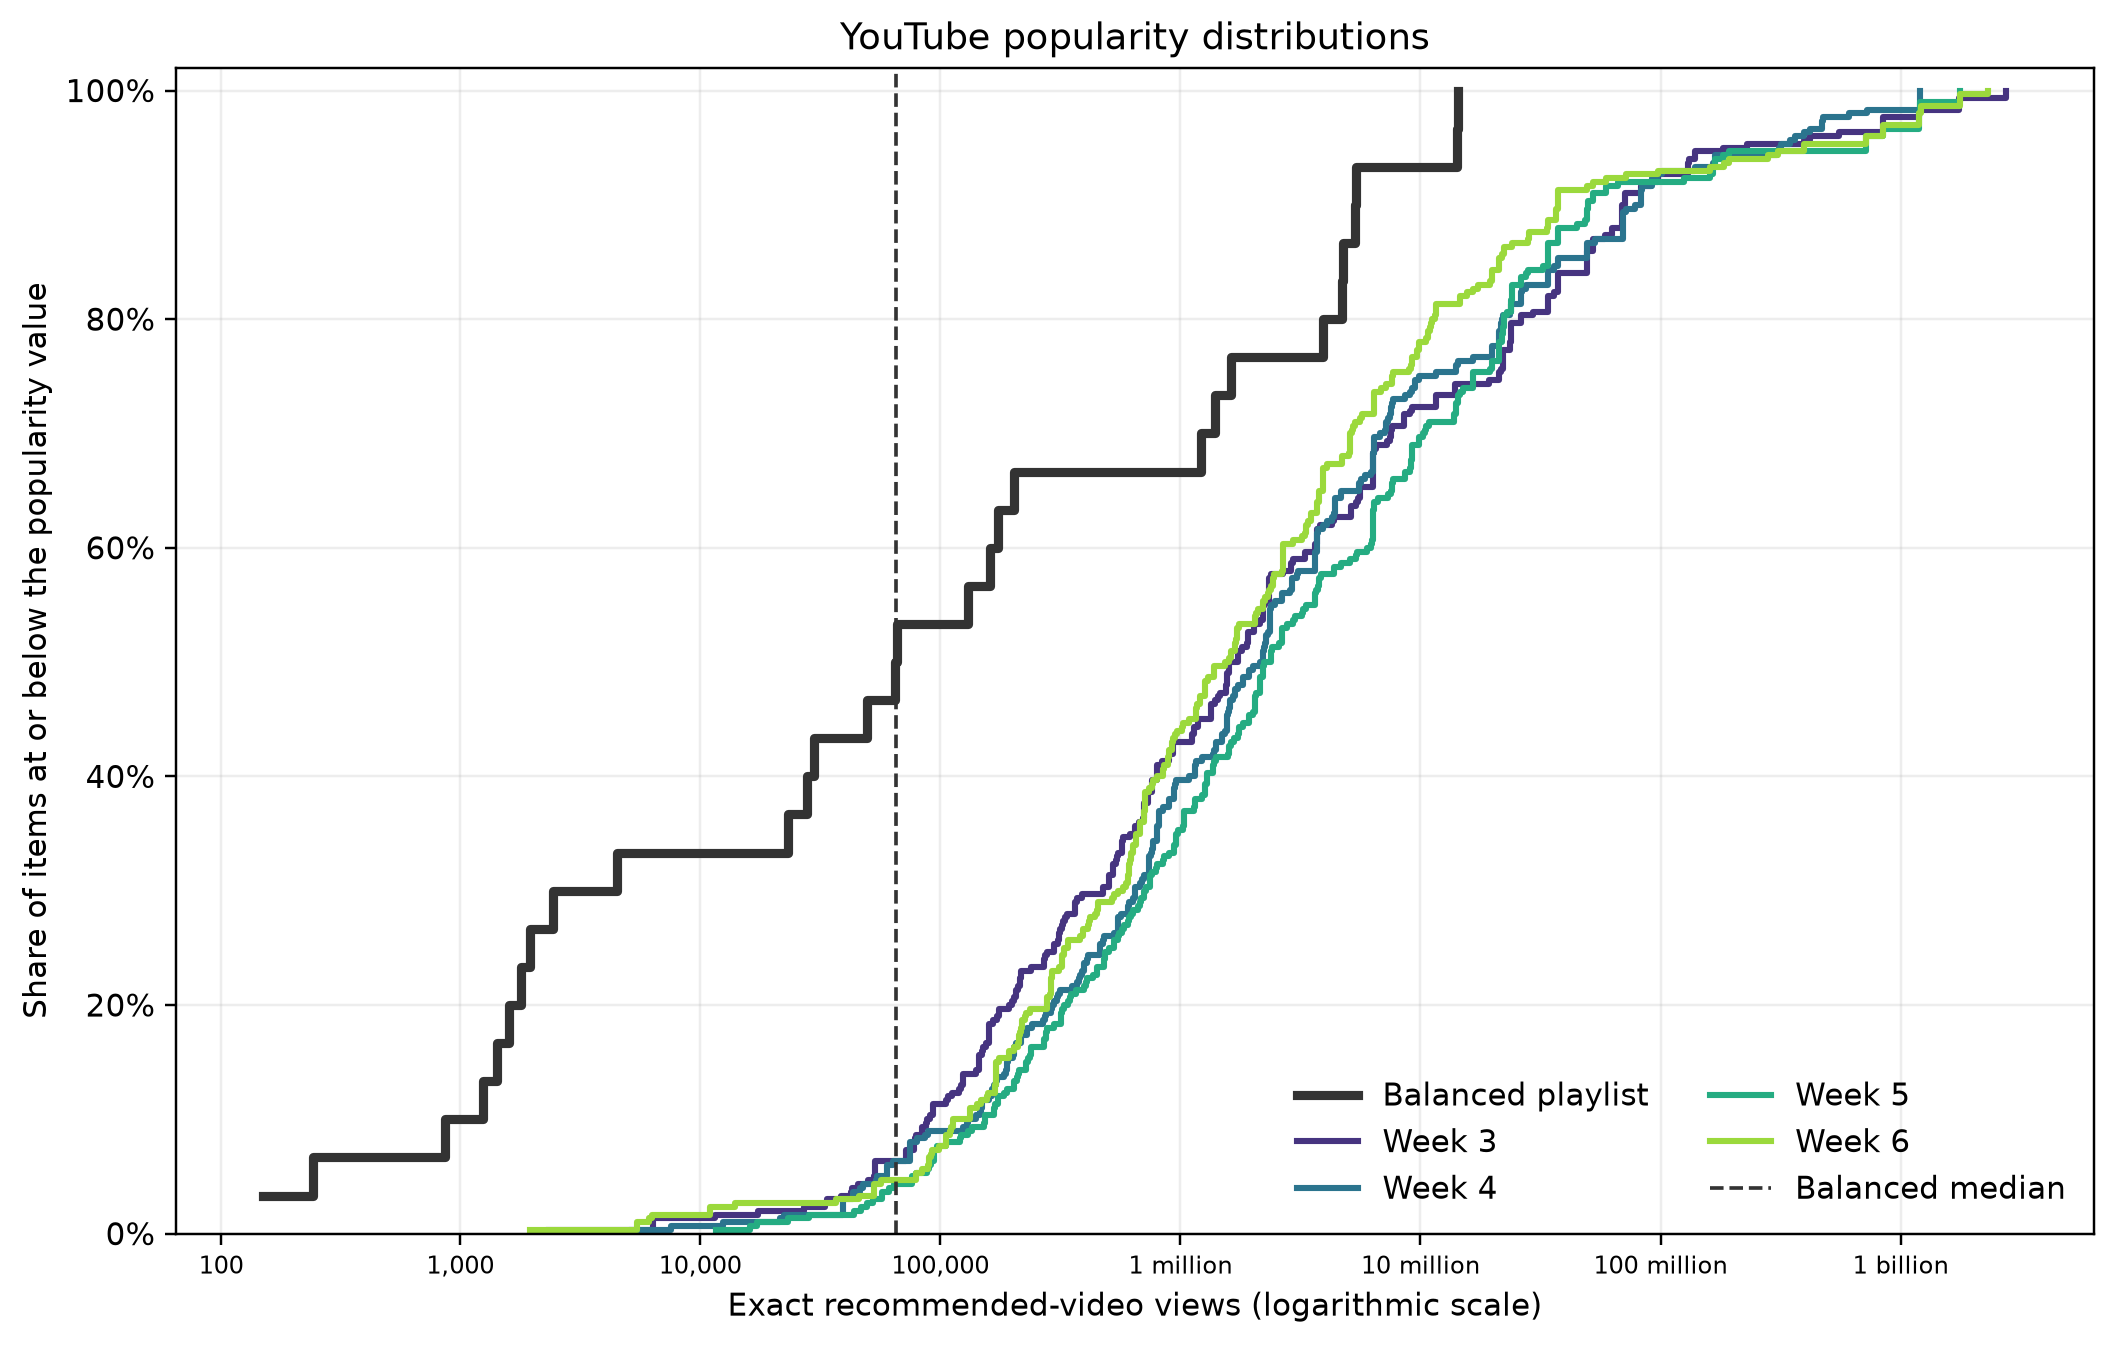 YouTube popularity distributions
Share of items at or below the popularity value
100%
80%
60%
40%
20%
0%
100
1,000
10,000
100,000
1 million
10 million
100 million
1 billion
Exact recommended-video views (logarithmic scale)
Balanced playlist
Week 3
Week 4
Week 5
Week 6
Balanced median